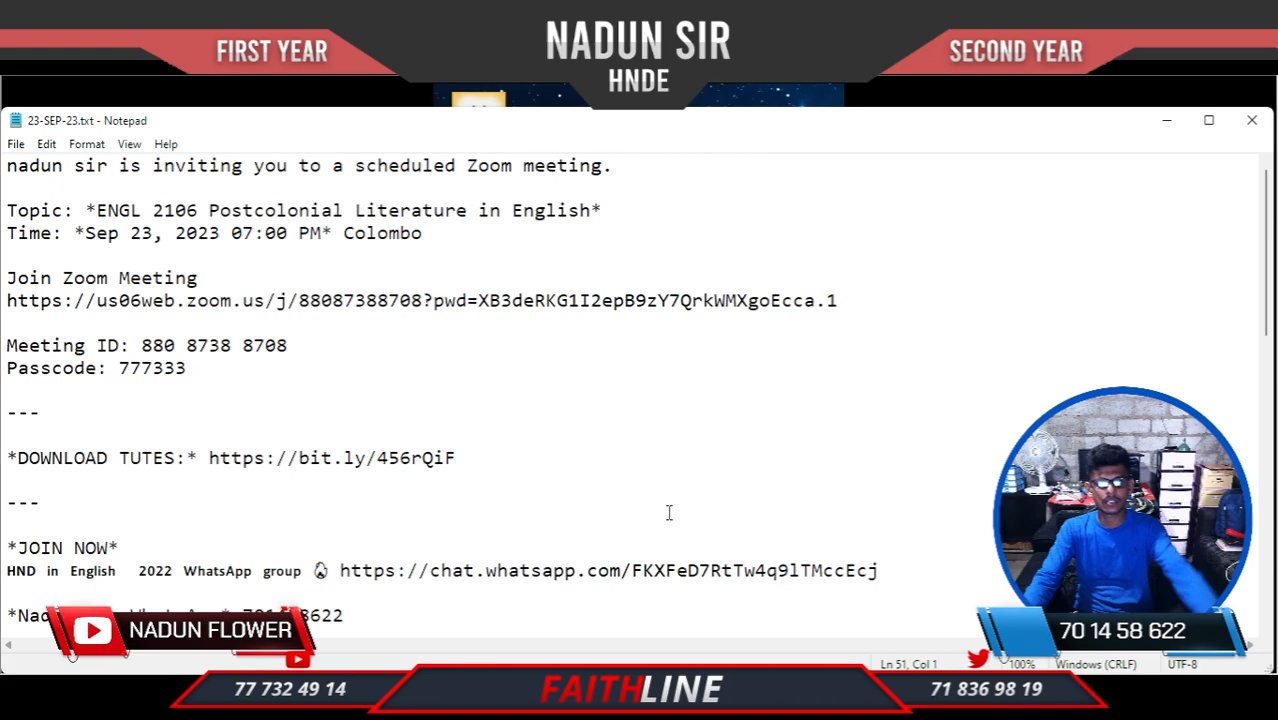 FIRST YEAR
NADUN SIR
HNDE
SECOND YEAR
23-SEP-23.txt - Notepad
File Edit Format View Help
nadun sir is inviting you to a scheduled Zoom meeting.
Topic: *ENGL 2106 Postcolonial Literature in English*
Time: *Sep 23, 2023 07:00 PM* Colombo
Join Zoom Meeting
https://us06web.zoom.us/j/88087388708?pwd=XB3deRKG1I2epB9zY7QrkWMXgoEcca.1
Meeting ID: 880 8738 8708
Passcode: 777333
---
*DOWNLOAD TUTES:* https://bit.ly/456rQiF
---
*JOIN NOW*
HND in English 2022 WhatsApp group https://chat.whatsapp.com/FKXFeD7RtTw4q9lTMccEcj
NADUN FLOWER
70 14 58 622
Ln 51, Col 1 100% Windows (CRLF) UTF-8
77 732 49 14
FAITHLINE
71 836 98 19